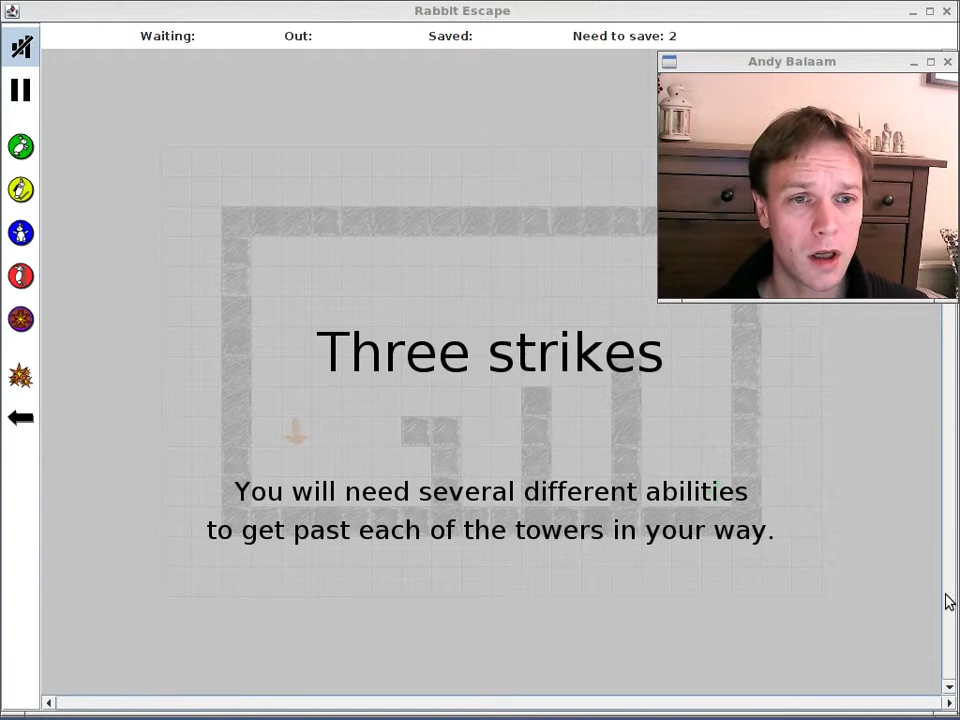 Rabbit Escape
Waiting: Out: Saved: Need to save: 2
Andy Balaam
Three strikes
You will need several different abilities
to get past each of the towers in your way.